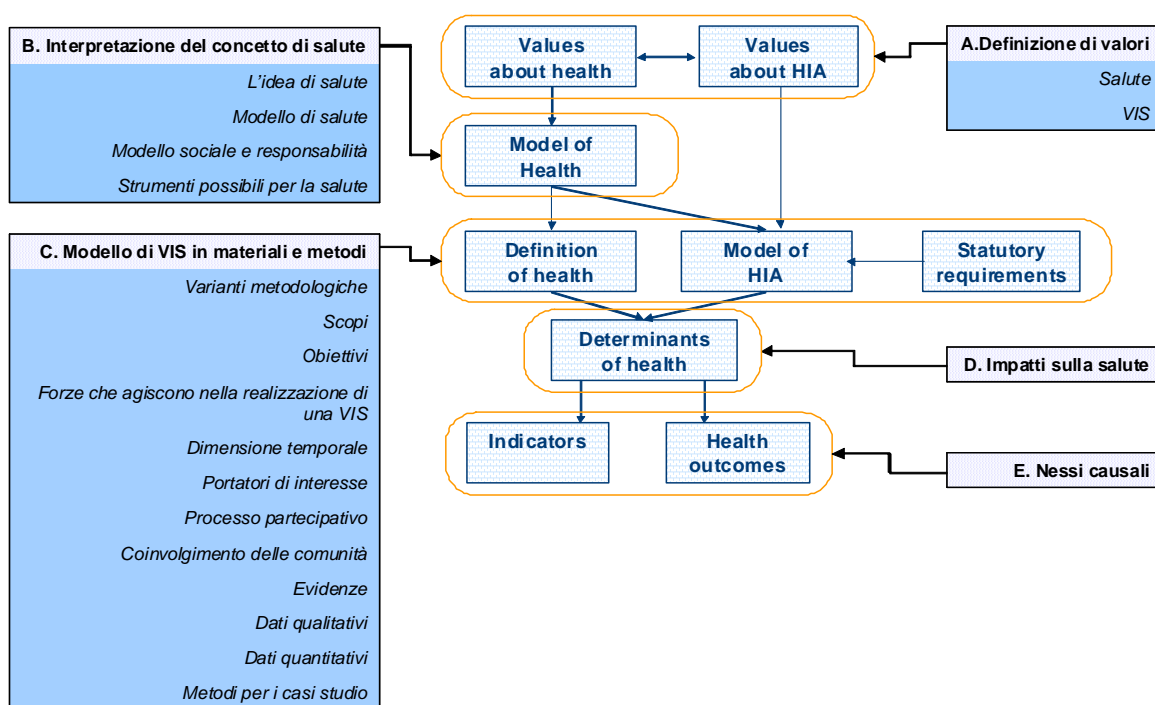 B. Interpretazione del concetto di salute
L'idea di salute
Modello di salute
Modello sociale e responsabilità
Strumenti possibili per la salute
Values
about health
Values
about HIA
A.Definizione di valori
Salute
VIS
Model of
Health
C. Modello di VIS in materiali e metodi
Varianti metodologiche
Scopi
Obiettivi
Forze che agiscono nella realizzazione di
una VIS
Dimensione temporale
Portatori di interesse
Processo partecipativo
Coinvolgimento delle comunità
Evidenze
Dati qualitativi
Dati quantitativi
Metodi per i casi studio
Definition
of health
Model of
HIA
Statutory
requirements
Determinants
of health
D. Impatti sulla salute
Indicators
Health
outcomes
E. Nessi causali